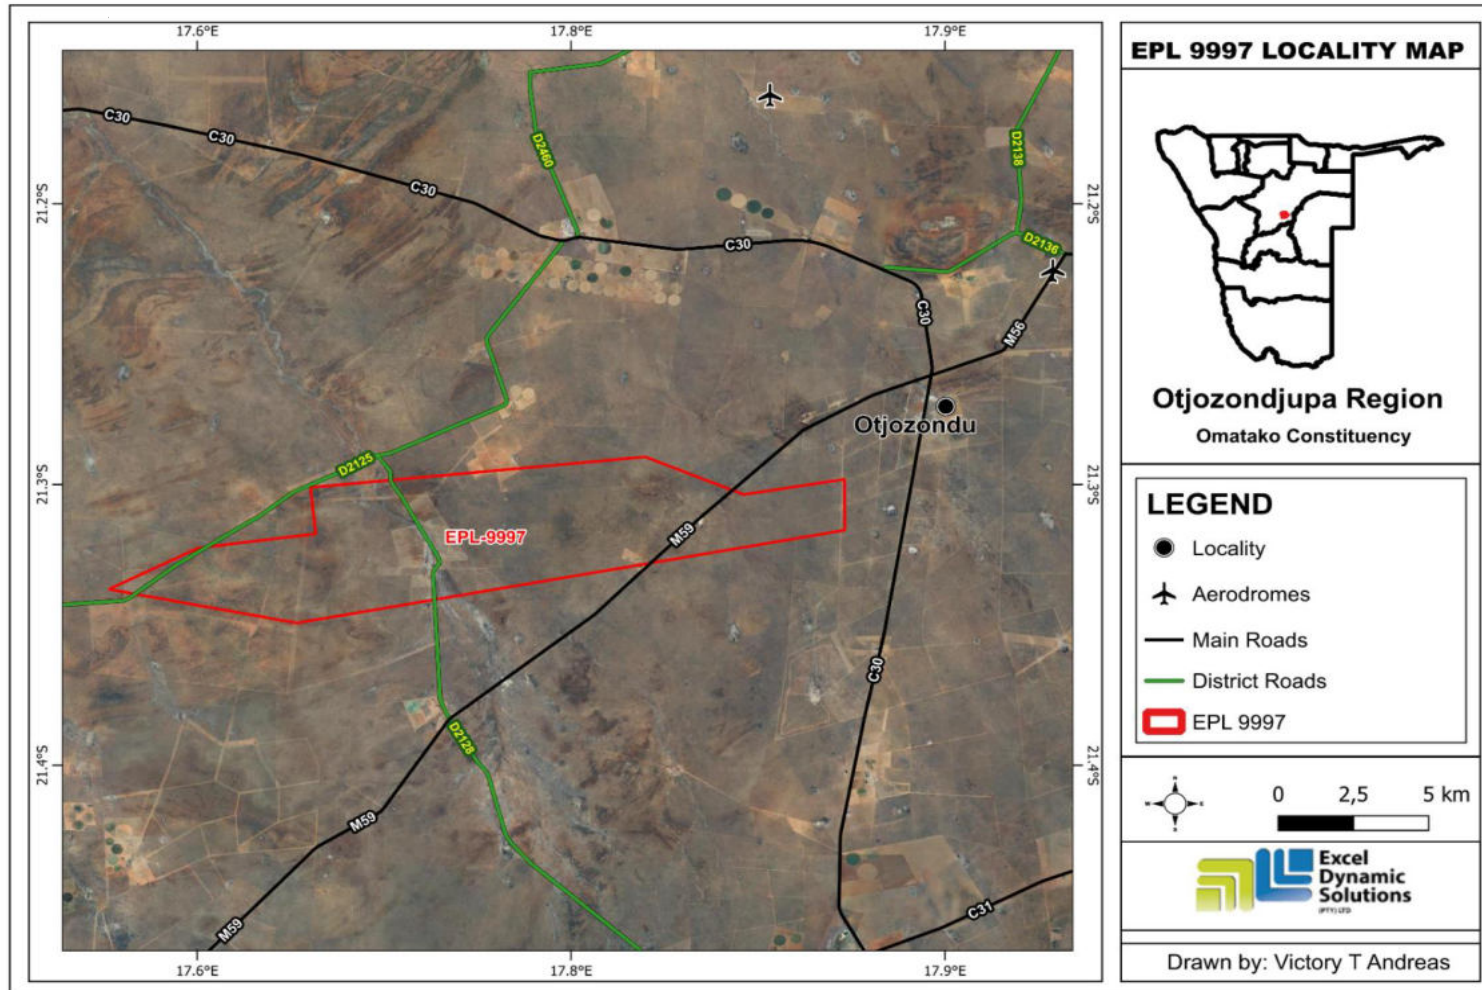 17.6°E
17.8°E
17.9°E
EPL 9997 LOCALITY MAP
C30
C30
C30
C30
C30
C30
D2460
D2138
D2136
M56
21.2°S
21.2°S
Otjozondu
D2125
21.3°S
21.3°S
EPL-9997
M59
D2128
21.4°S
21.4°S
M59
M59
C31
17.6°E
17.8°E
17.9°E
Otjozondjupa Region
Omatako Constituency
LEGEND
Locality
Aerodromes
Main Roads
District Roads
EPL 9997
N
W
E
S
0 2,5 5 km
Excel
Dynamic
Solutions
(PTY) LTD
Drawn by: Victory T Andreas